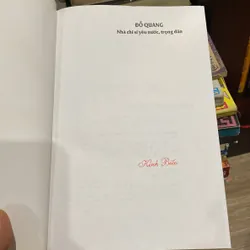 ĐỖ QUANG
Nhà chí sĩ yêu nước, trọng dân
Kính Biếu